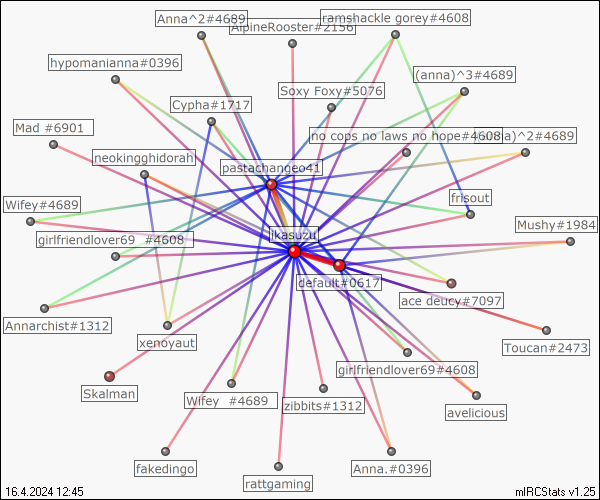 Anna^2#4689
AlpineRooster#2156
ramshackle gorey#4608
hypomanianna#0396
(anna)^3#4689
Soxy Foxy#5076
Cypha#1717
Mad #6901
no cops no laws no hope#4608
)^2#4689
neokingghidorah
pastachangeo41
Wifey#4689
frisout
Mushy#1984
girlfriendlover69 #4608
ikasuzu
default#0617
ace deucy#7097
Annarchist#1312
xenoyaut
Toucan#2473
girlfriendlover69#4608
Skalman
Wifey #4689
zibbits#1312
avelicious
fakedingo
Anna.#0396
rattgaming
16.4.2024 12:45
mIRCStats v1.25